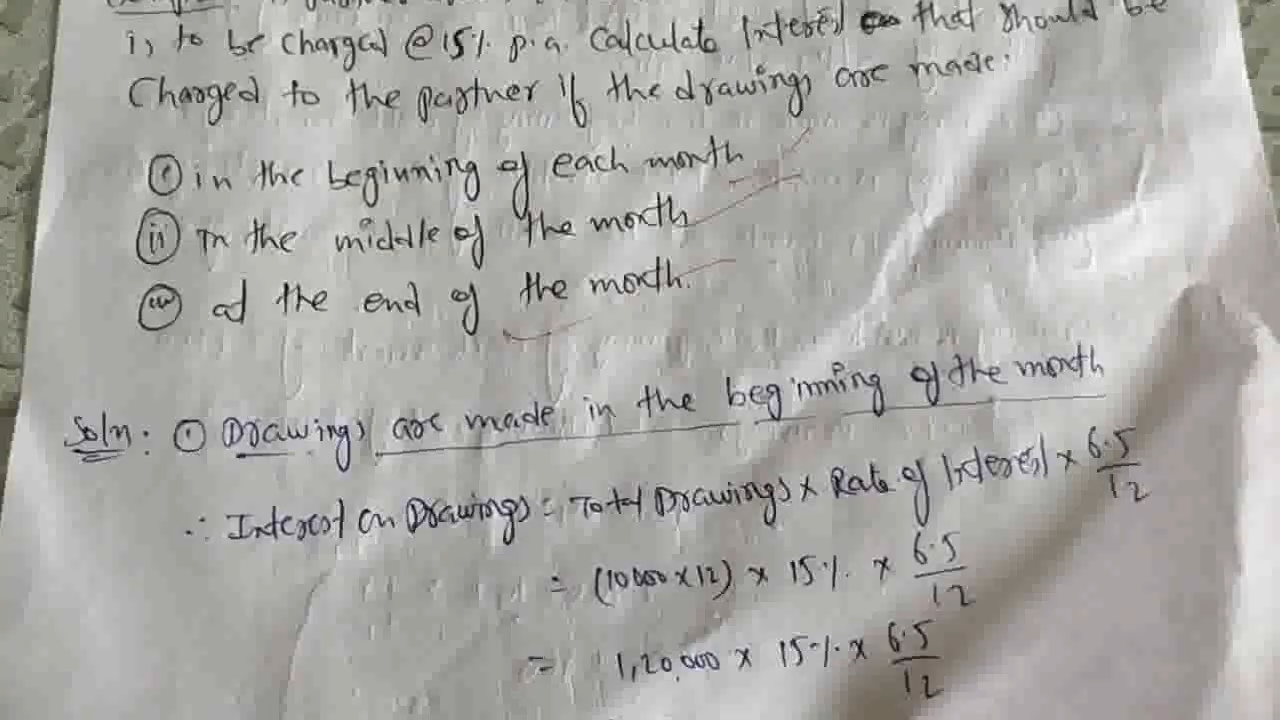 is to be charged @ 15% p.a. Calculate Interest on that should be
Charged to the partner if the drawings are made:
(i) in the beginning of each month
(ii) In the middle of the month
(iii) at the end of the month.
Soln: (i) Drawings are made in the beginning of the month
∴ Interest on Drawings = Total Drawings × Rate of Interest × 6.5/12
= (10000×12) × 15% × 6.5/12
= 1,20,000 × 15% × 6.5/12